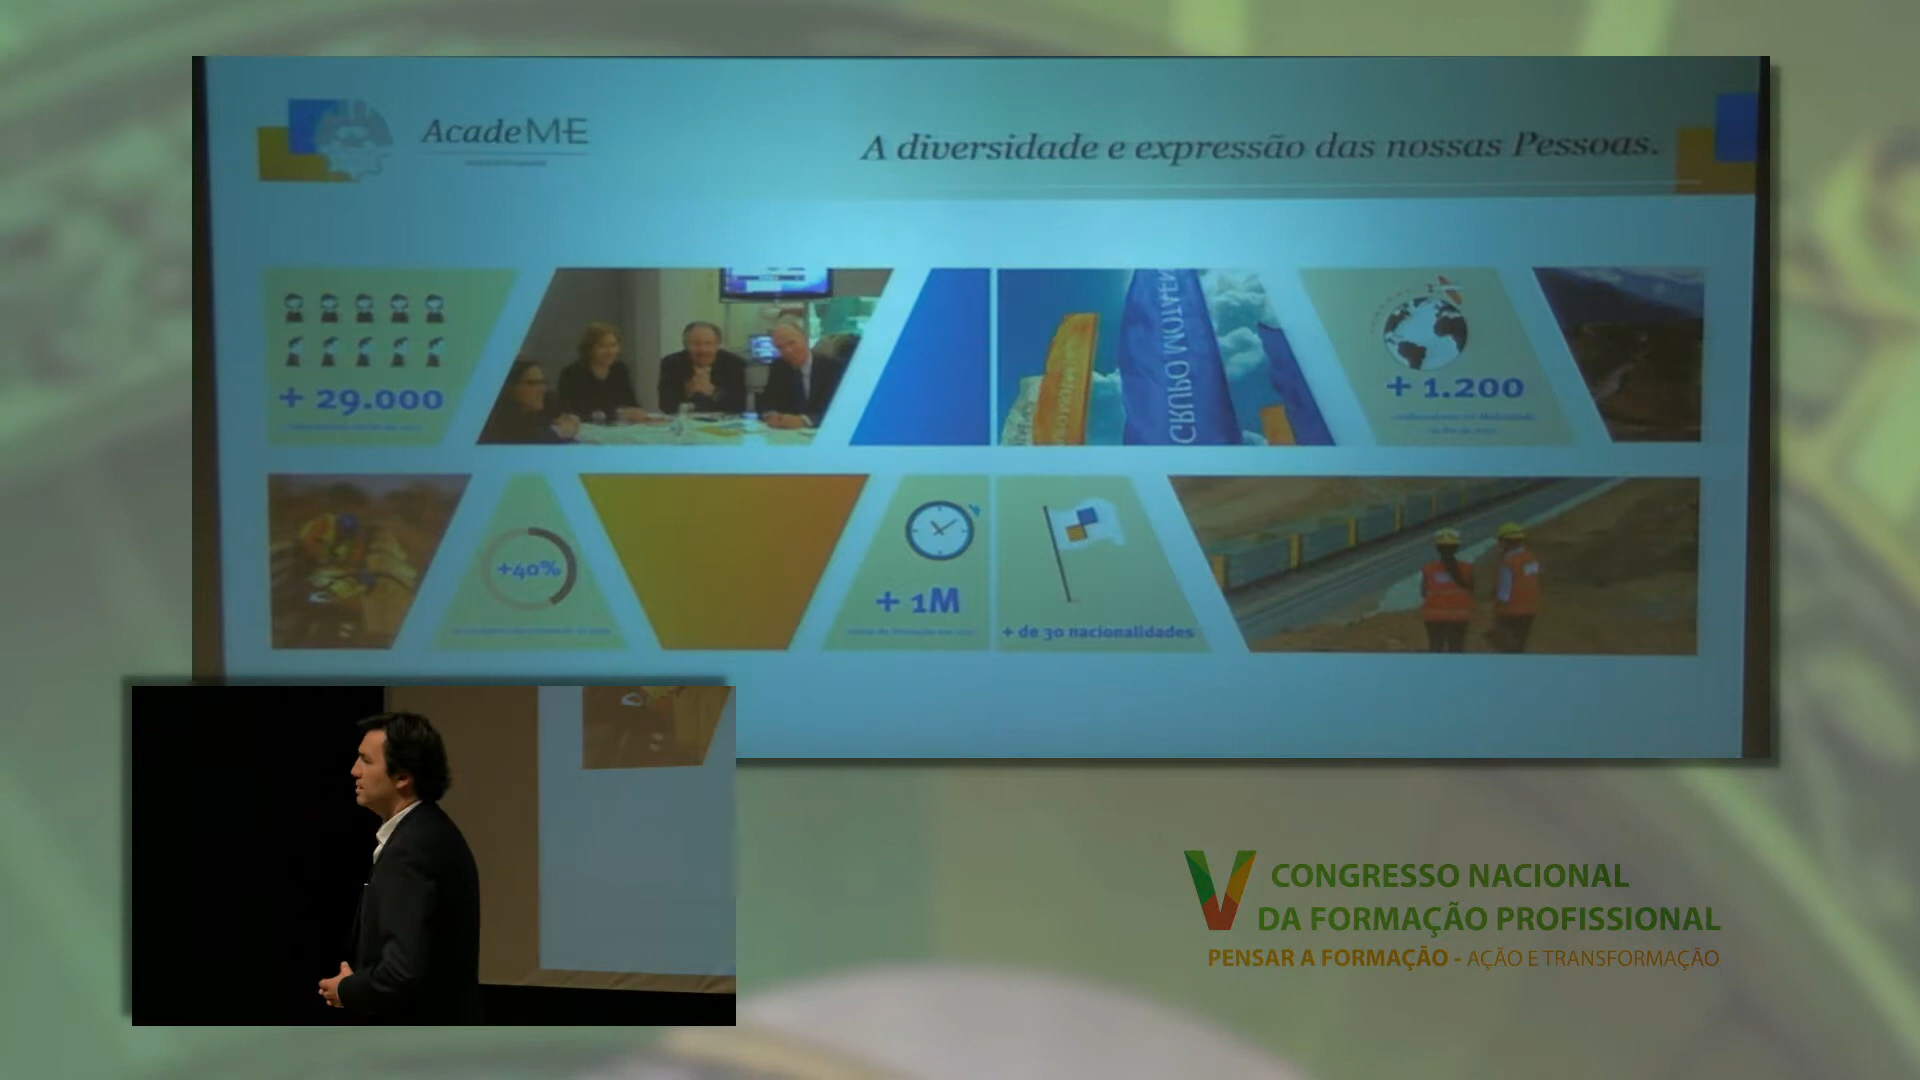 AcadeME
A diversidade e expressão das nossas Pessoas.
+ 29.000
GRUPO MOTA-EN
+ 1.200
+40%
+ 1M
+ de 30 nacionalidades
V CONGRESSO NACIONAL
DA FORMAÇÃO PROFISSIONAL
PENSAR A FORMAÇÃO - AÇÃO E TRANSFORMAÇÃO